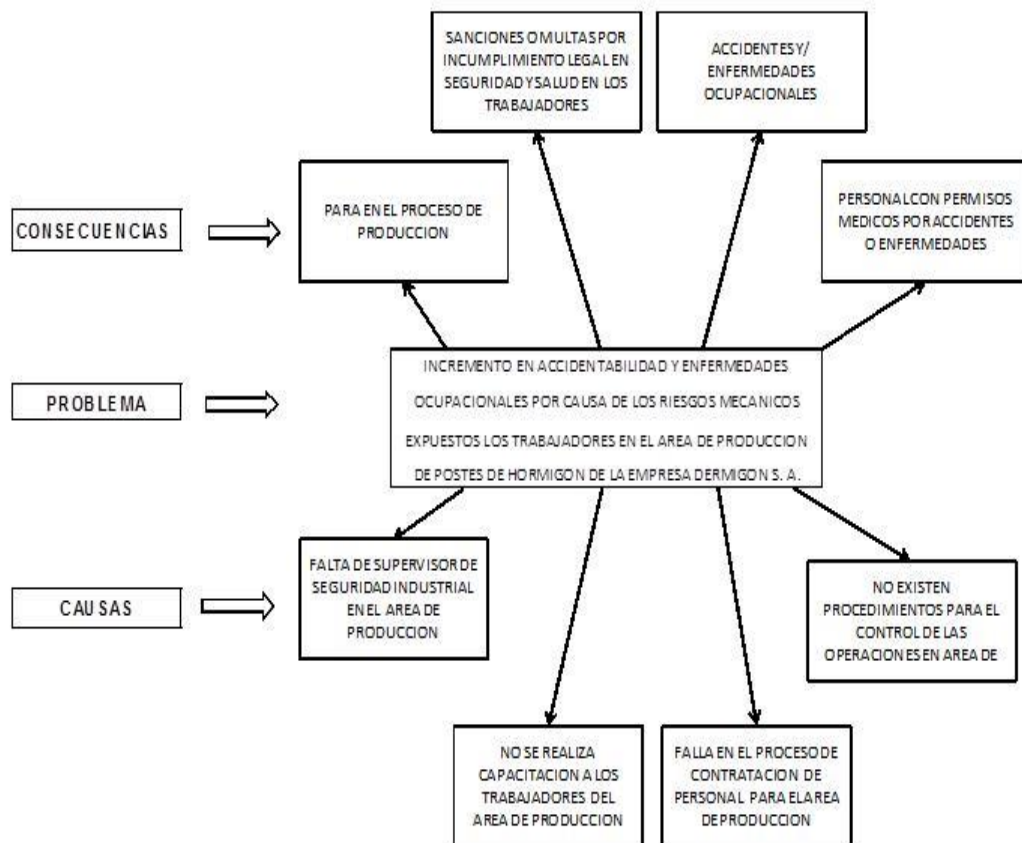 SANCIONES O MULTAS POR
INCUMPLIMIENTO LEGAL EN
SEGURIDAD Y SALUD EN LOS
TRABAJADORES
ACCIDENTES Y/
ENFERMEDADES
OCUPACIONALES
CONSECUENCIAS
PARA EN EL PROCESO DE
PRODUCCION
PERSONAL CON PERMISOS
MEDICOS POR ACCIDENTES
O ENFERMEDADES
PROBLEMA
INCREMENTO EN ACCIDENTABILIDAD Y ENFERMEDADES
OCUPACIONALES POR CAUSA DE LOS RIESGOS MECANICOS
EXPUESTOS LOS TRABAJADORES EN EL AREA DE PRODUCCION
DE POSTES DE HORMIGON DE LA EMPRESA DERMIGON S. A.
CAUSAS
FALTA DE SUPERVISOR DE
SEGURIDAD INDUSTRIAL
EN EL AREA DE
PRODUCCION
NO EXISTEN
PROCEDIMIENTOS PARA EL
CONTROL DE LAS
OPERACIONES EN AREA DE
NO SE REALIZA
CAPACITACION A LOS
TRABAJADORES DEL
AREA DE PRODUCCION
FALLA EN EL PROCESO DE
CONTRATACION DE
PERSONAL PARA EL AREA
DE PRODUCCION